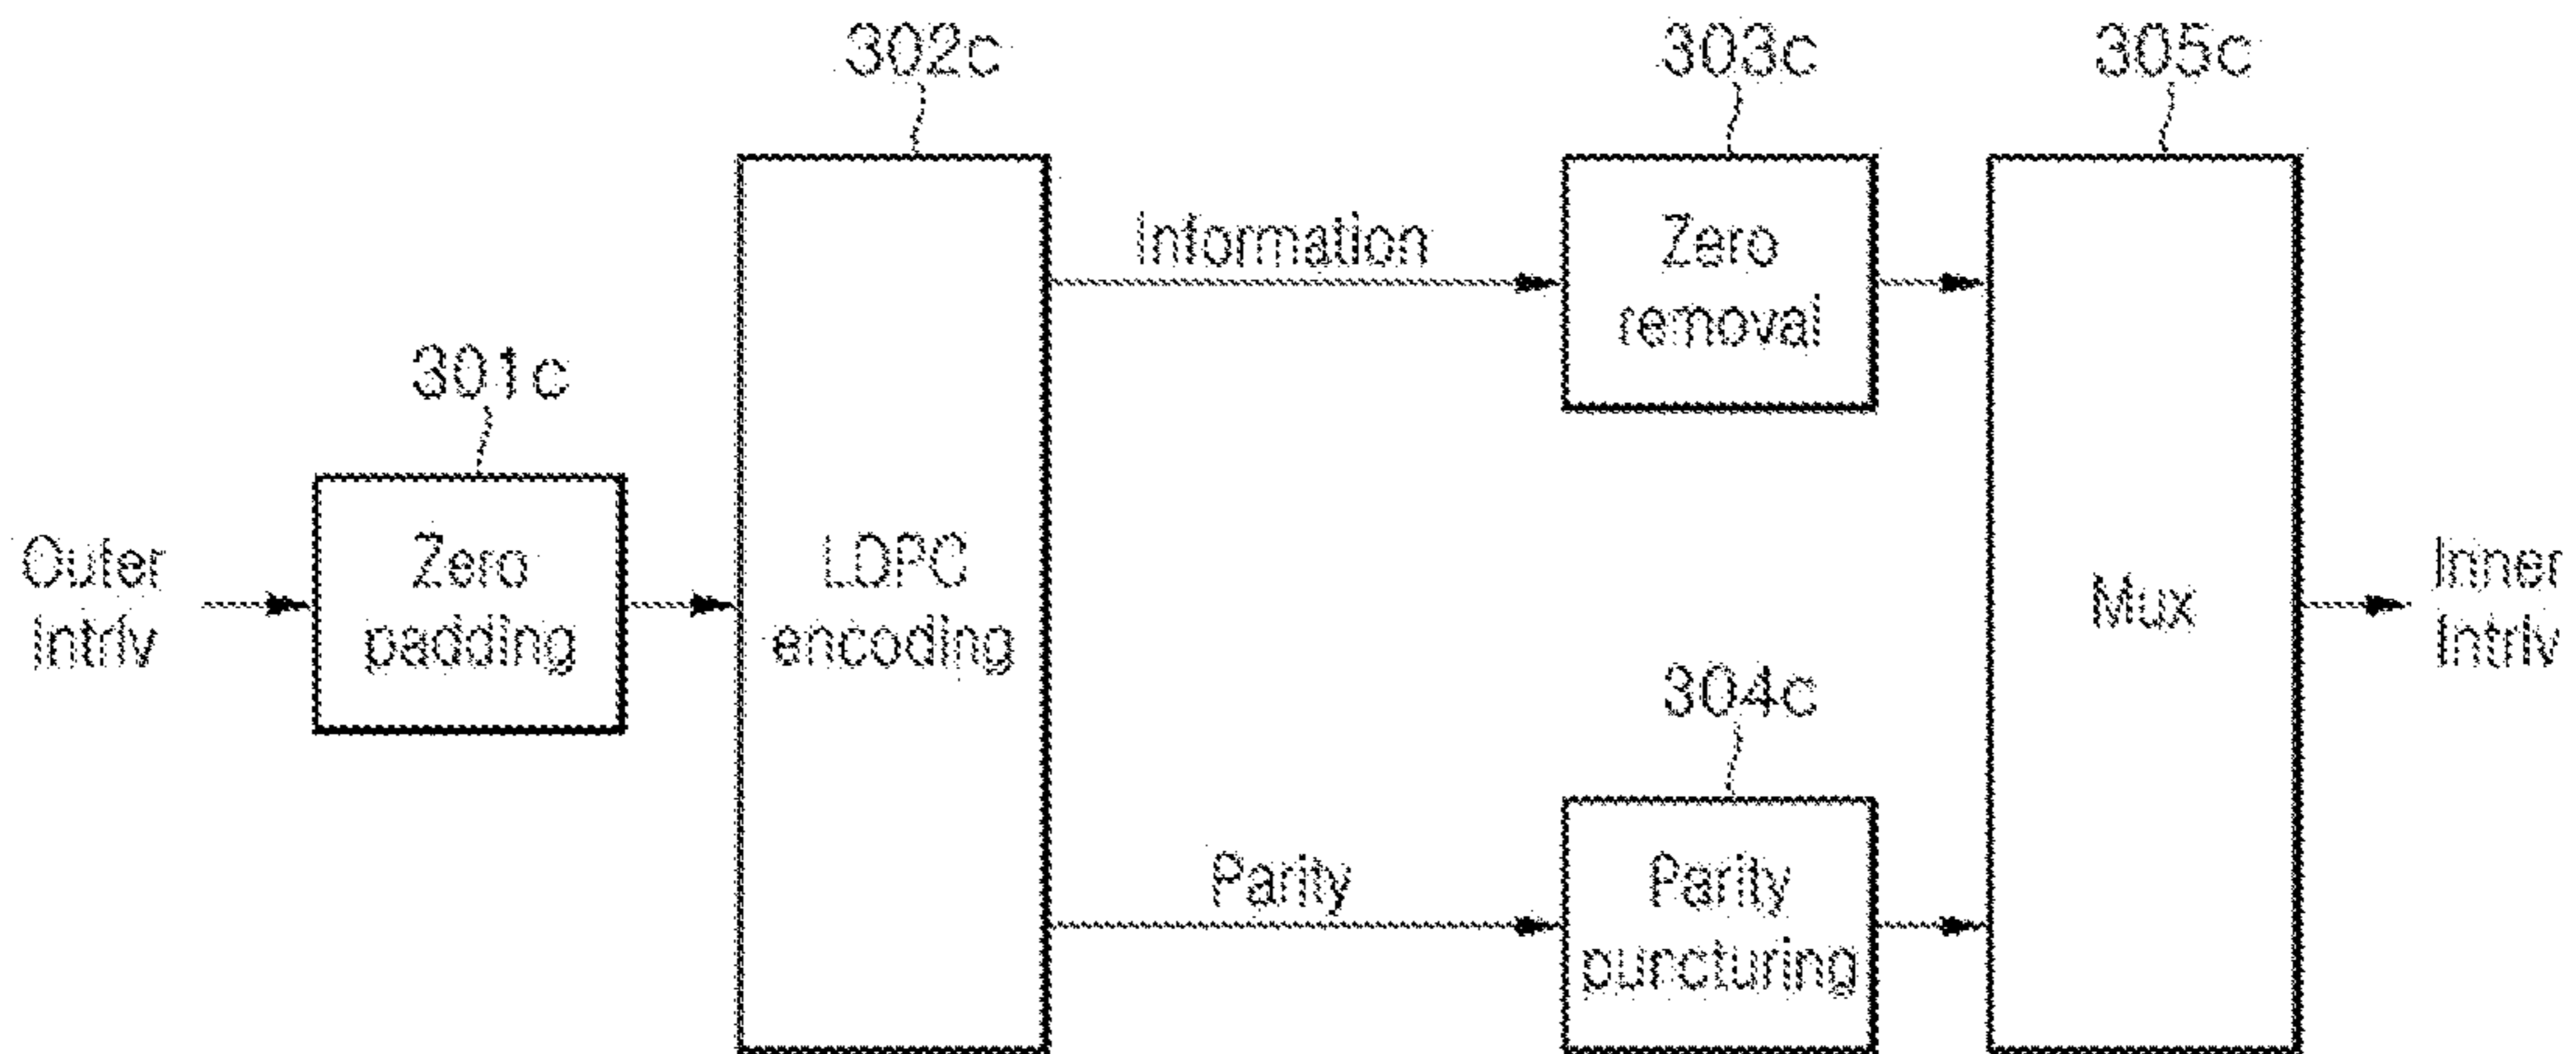 302c
303c
305c
Information
Zero
removal
301c
Outer
Intrlv
Zero
padding
LDPC
encoding
Mux
Inner
Intrlv
304c
Parity
Parity
puncturing